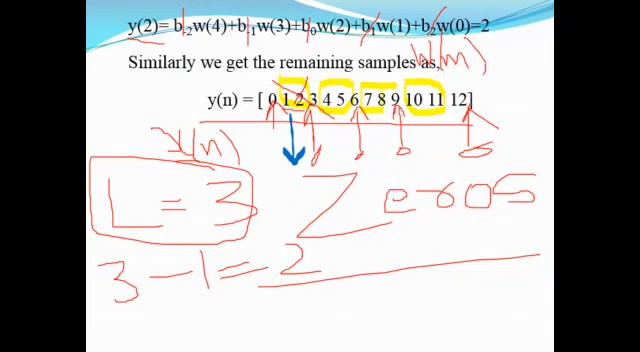 y(2)= b-2w(4)+b-1w(3)+b0w(2)+b1w(1)+b2w(0)=2
Similarly we get the remaining samples as, w(m)
y(n) = [ 0 1 2 3 4 5 6 7 8 9 10 11 12]
x(n)
L = 3 Zeros
3 - 1 = 2